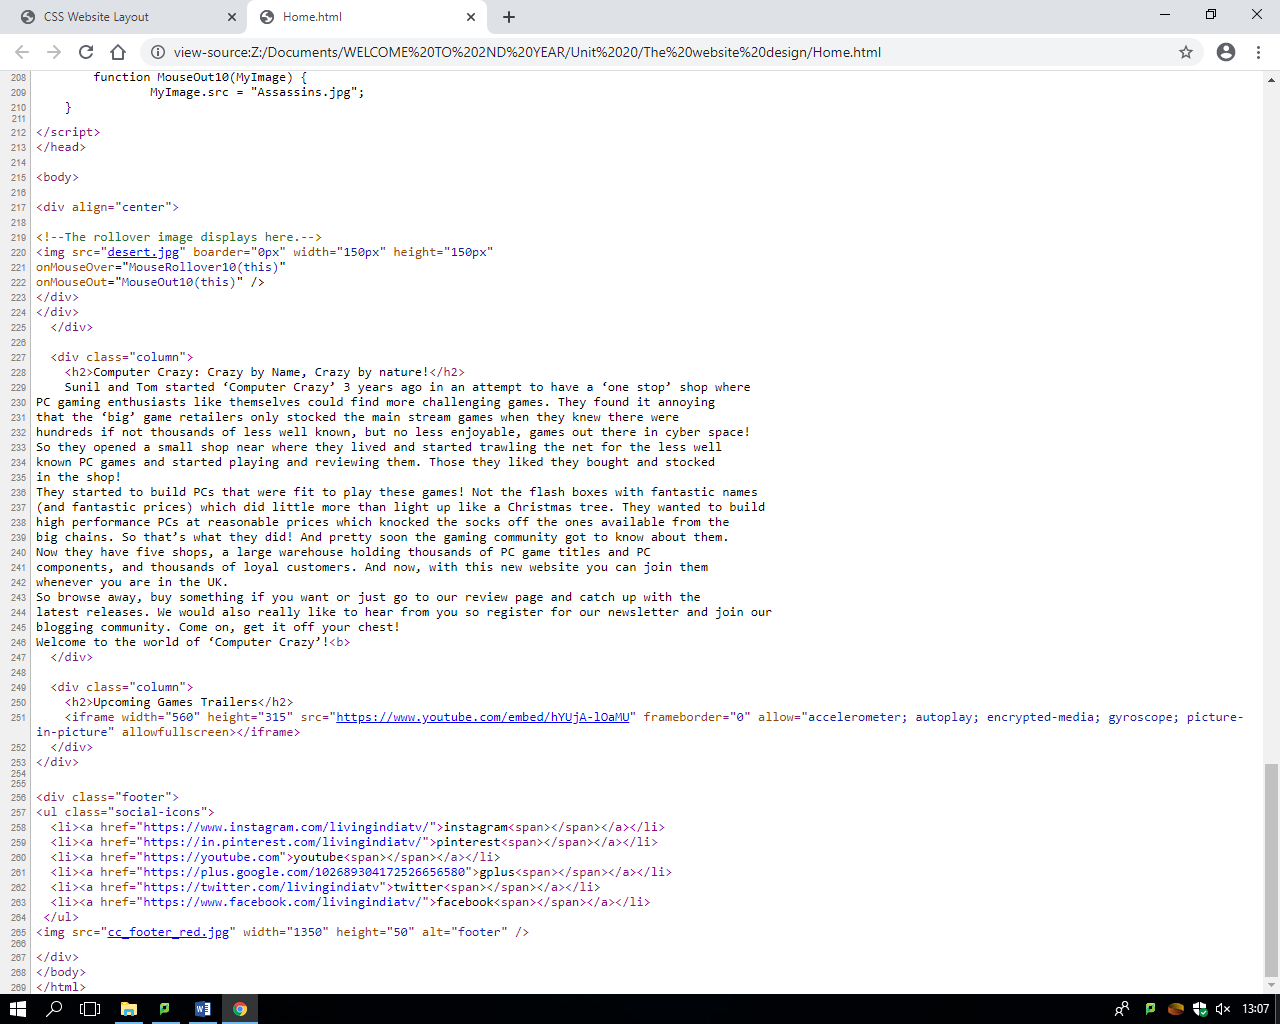 CSS Website Layout
Home.html
view-source:Z:/Documents/WELCOME%20TO%202ND%20YEAR/Unit%2020/The%20website%20design/Home.html
208 function MouseOut10(MyImage) {
209 MyImage.src = "Assassins.jpg";
210 }
211
212 </script>
213 </head>
214
215 <body>
216
217 <div align="center">
218
219 <!--The rollover image displays here.-->
220 <img src="desert.jpg" boarder="0px" width="150px" height="150px"
221 onMouseOver="MouseRollover10(this)"
222 onMouseOut="MouseOut10(this)" />
223 </div>
224 </div>
225 </div>
226
227 <div class="column">
228 <h2>Computer Crazy: Crazy by Name, Crazy by nature!</h2>
229 Sunil and Tom started ‘Computer Crazy’ 3 years ago in an attempt to have a ‘one stop’ shop where
230 PC gaming enthusiasts like themselves could find more challenging games. They found it annoying
231 that the ‘big’ game retailers only stocked the main stream games when they knew there were
232 hundreds if not thousands of less well known, but no less enjoyable, games out there in cyber space!
233 So they opened a small shop near where they lived and started trawling the net for the less well
234 known PC games and started playing and reviewing them. Those they liked they bought and stocked
235 in the shop!
236 They started to build PCs that were fit to play these games! Not the flash boxes with fantastic names
237 (and fantastic prices) which did little more than light up like a Christmas tree. They wanted to build
238 high performance PCs at reasonable prices which knocked the socks off the ones available from the
239 big chains. So that’s what they did! And pretty soon the gaming community got to know about them.
240 Now they have five shops, a large warehouse holding thousands of PC game titles and PC
241 components, and thousands of loyal customers. And now, with this new website you can join them
242 whenever you are in the UK.
243 So browse away, buy something if you want or just go to our review page and catch up with the
244 latest releases. We would also really like to hear from you so register for our newsletter and join our
245 blogging community. Come on, get it off your chest!
246 Welcome to the world of ‘Computer Crazy’!<b>
247 </div>
248
249 <div class="column">
250 <h2>Upcoming Games Trailers</h2>
251 <iframe width="560" height="315" src="https://www.youtube.com/embed/hYUjA-lOaMU" frameborder="0" allow="accelerometer; autoplay; encrypted-media; gyroscope; picture-
in-picture" allowfullscreen></iframe>
252 </div>
253 </div>
254
255
256 <div class="footer">
257 <ul class="social-icons">
258 <li><a href="https://www.instagram.com/livingindiatv/">instagram<span></span></a></li>
259 <li><a href="https://in.pinterest.com/livingindiatv/">pinterest<span></span></a></li>
260 <li><a href="https://youtube.com">youtube<span></span></a></li>
261 <li><a href="https://plus.google.com/102689304172526656580">gplus<span></span></a></li>
262 <li><a href="https://twitter.com/livingindiatv">twitter<span></span></a></li>
263 <li><a href="https://www.facebook.com/livingindiatv/">facebook<span></span></a></li>
264 </ul>
265 <img src="cc_footer_red.jpg" width="1350" height="50" alt="footer" />
266
267 </div>
268 </body>
269 </html>
13:07